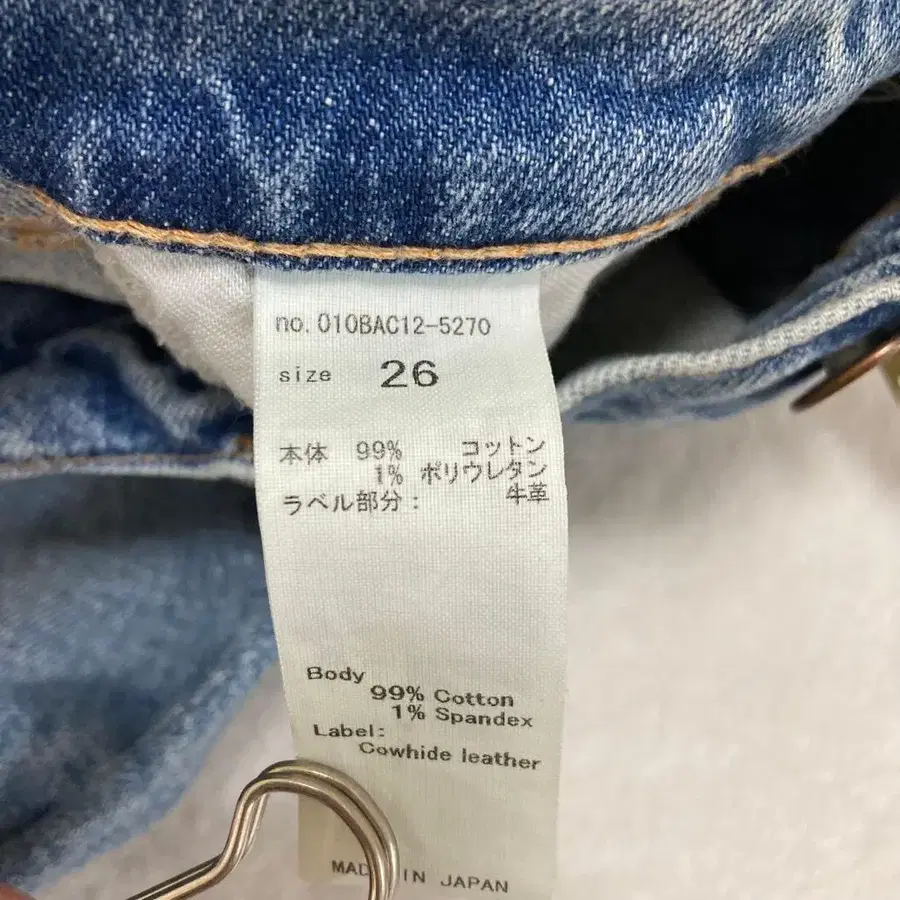 no. 010BAC12-5270
size 26
本体 99% コットン
1% ポリウレタン
ラベル部分: 牛革
Body
99% Cotton
1% Spandex
Label:
Cowhide leather
IN JAPAN